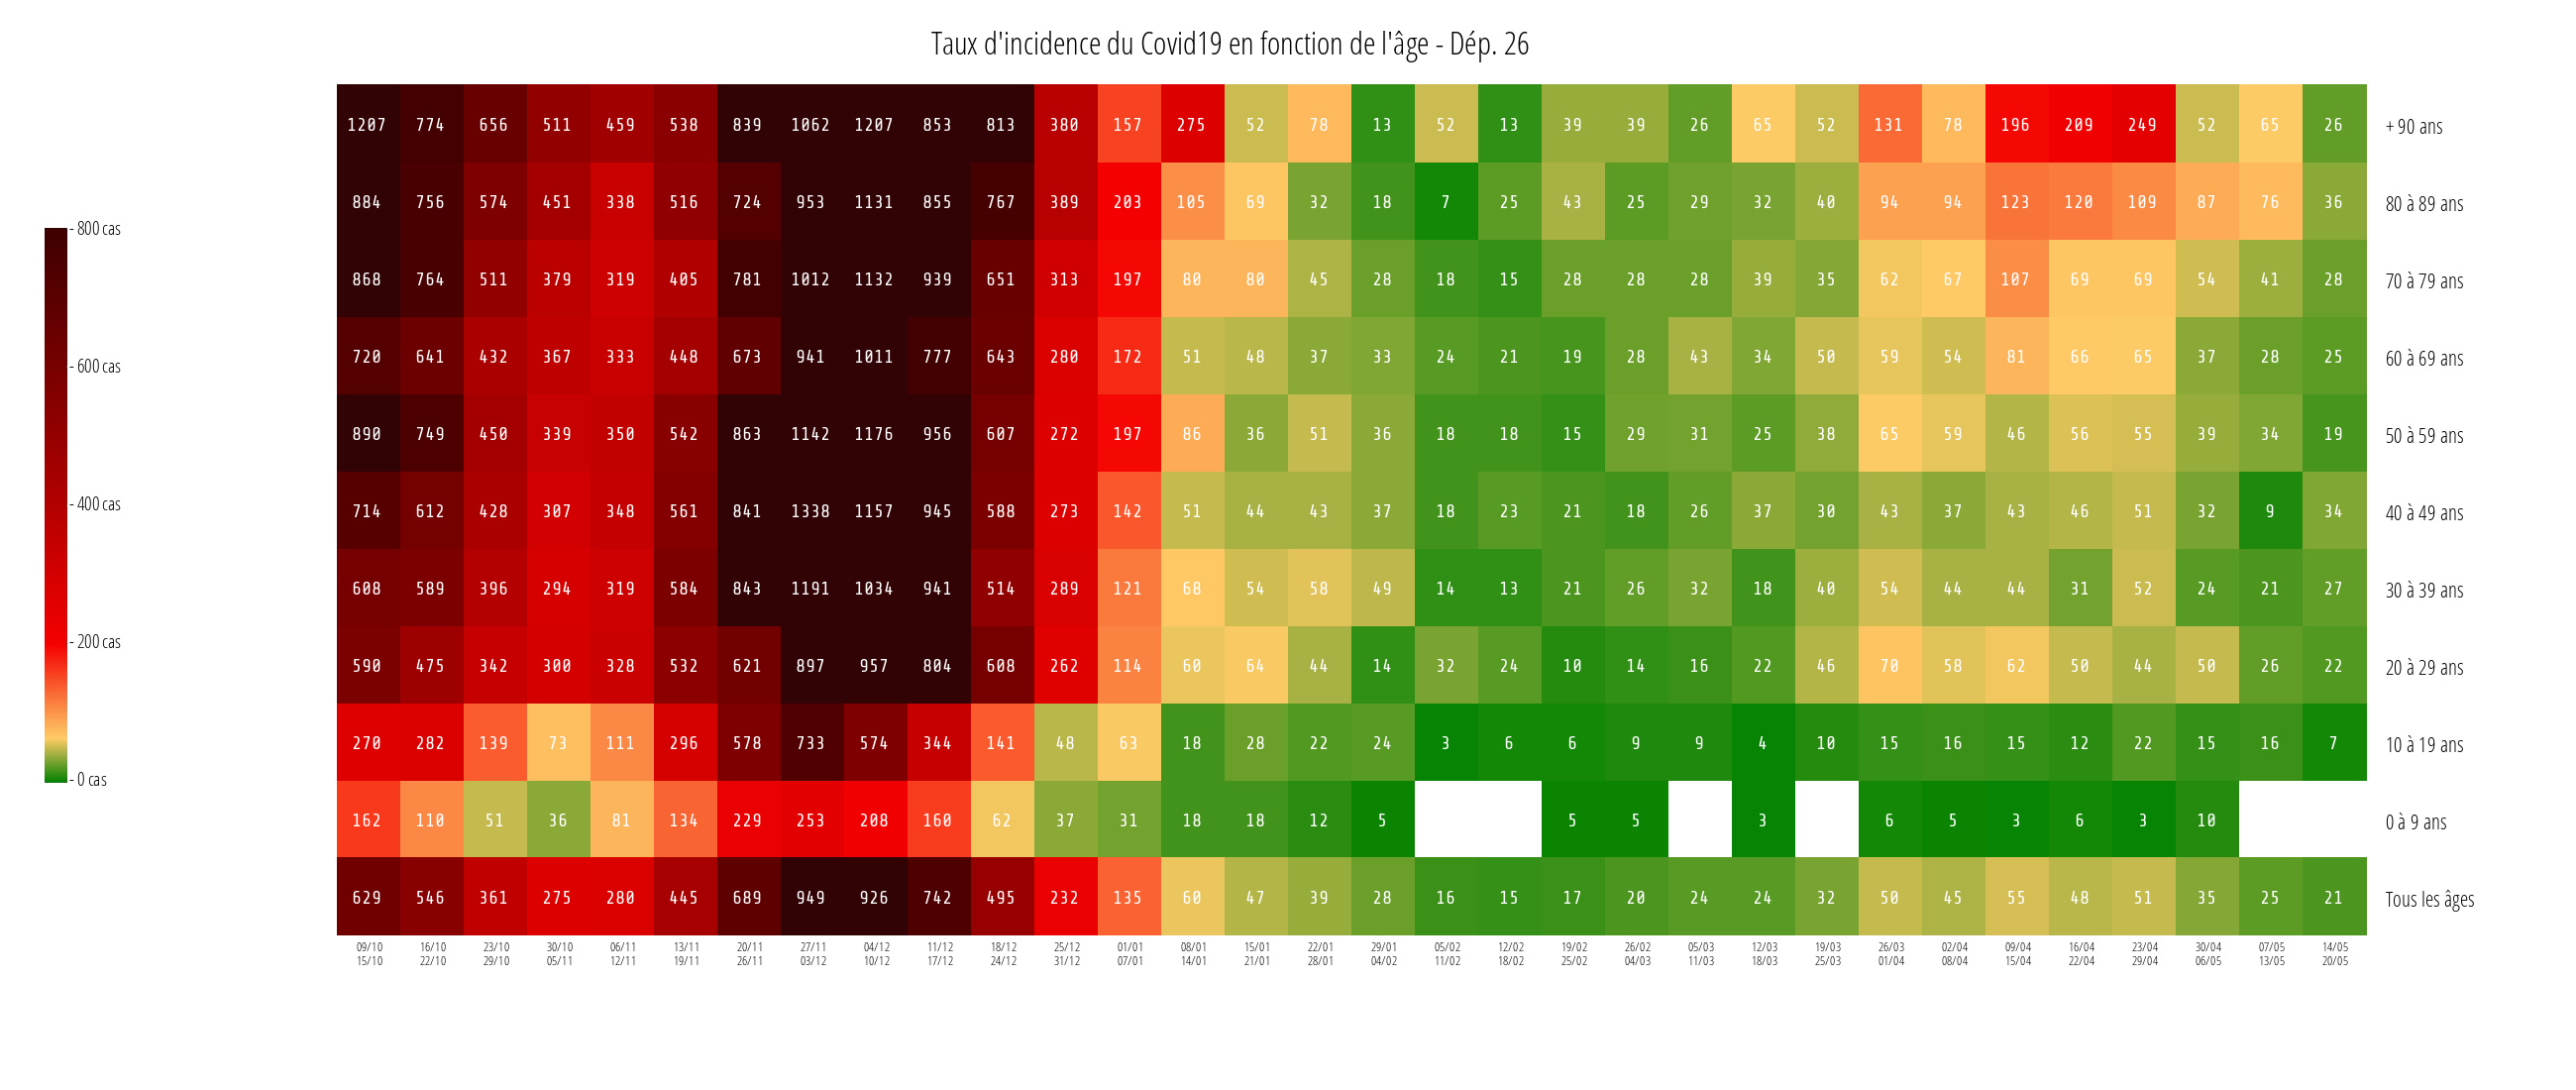 Taux d'incidence du Covid19 en fonction de l'âge - Dép. 26
- 800 cas
- 600 cas
- 400 cas
- 200 cas
- 0 cas
1207 774 656 511 459 538 839 1062 1207 853 813 380 157 275 52 78 13 52 13 39 39 26 65 52 131 78 196 209 249 52 65 26 + 90 ans
884 756 574 451 338 516 724 953 1131 855 767 389 203 105 69 32 18 7 25 43 25 29 32 40 94 94 123 120 109 87 76 36 80 à 89 ans
868 764 511 379 319 405 781 1012 1132 939 651 313 197 80 80 45 28 18 15 28 28 28 39 35 62 67 107 69 69 54 41 28 70 à 79 ans
720 641 432 367 333 448 673 941 1011 777 643 280 172 51 48 37 33 24 21 19 28 43 34 50 59 54 81 66 65 37 28 25 60 à 69 ans
890 749 450 339 350 542 863 1142 1176 956 607 272 197 86 36 51 36 18 18 15 29 31 25 38 65 59 46 56 55 39 34 19 50 à 59 ans
714 612 428 307 348 561 841 1338 1157 945 588 273 142 51 44 43 37 18 23 21 18 26 37 30 43 37 43 46 51 32 9 34 40 à 49 ans
608 589 396 294 319 584 843 1191 1034 941 514 289 121 68 54 58 49 14 13 21 26 32 18 40 54 44 44 31 52 24 21 27 30 à 39 ans
590 475 342 300 328 532 621 897 957 804 608 262 114 60 64 44 14 32 24 10 14 16 22 46 70 58 62 50 44 50 26 22 20 à 29 ans
270 282 139 73 111 296 578 733 574 344 141 48 63 18 28 22 24 3 6 6 9 9 4 10 15 16 15 12 22 15 16 7 10 à 19 ans
162 110 51 36 81 134 229 253 208 160 62 37 31 18 18 12 5 5 5 3 6 5 3 6 3 10 0 à 9 ans
629 546 361 275 280 445 689 949 926 742 495 232 135 60 47 39 28 16 15 17 20 24 24 32 50 45 55 48 51 35 25 21 Tous les âges
09/10 16/10 23/10 30/10 06/11 13/11 20/11 27/11 04/12 11/12 18/12 25/12 01/01 08/01 15/01 22/01 29/01 05/02 12/02 19/02 26/02 05/03 12/03 19/03 26/03 02/04 09/04 16/04 23/04 30/04 07/05 14/05
15/10 22/10 29/10 05/11 12/11 19/11 26/11 03/12 10/12 17/12 24/12 31/12 07/01 14/01 21/01 28/01 04/02 11/02 18/02 25/02 04/03 11/03 18/03 25/03 01/04 08/04 15/04 22/04 29/04 06/05 13/05 20/05